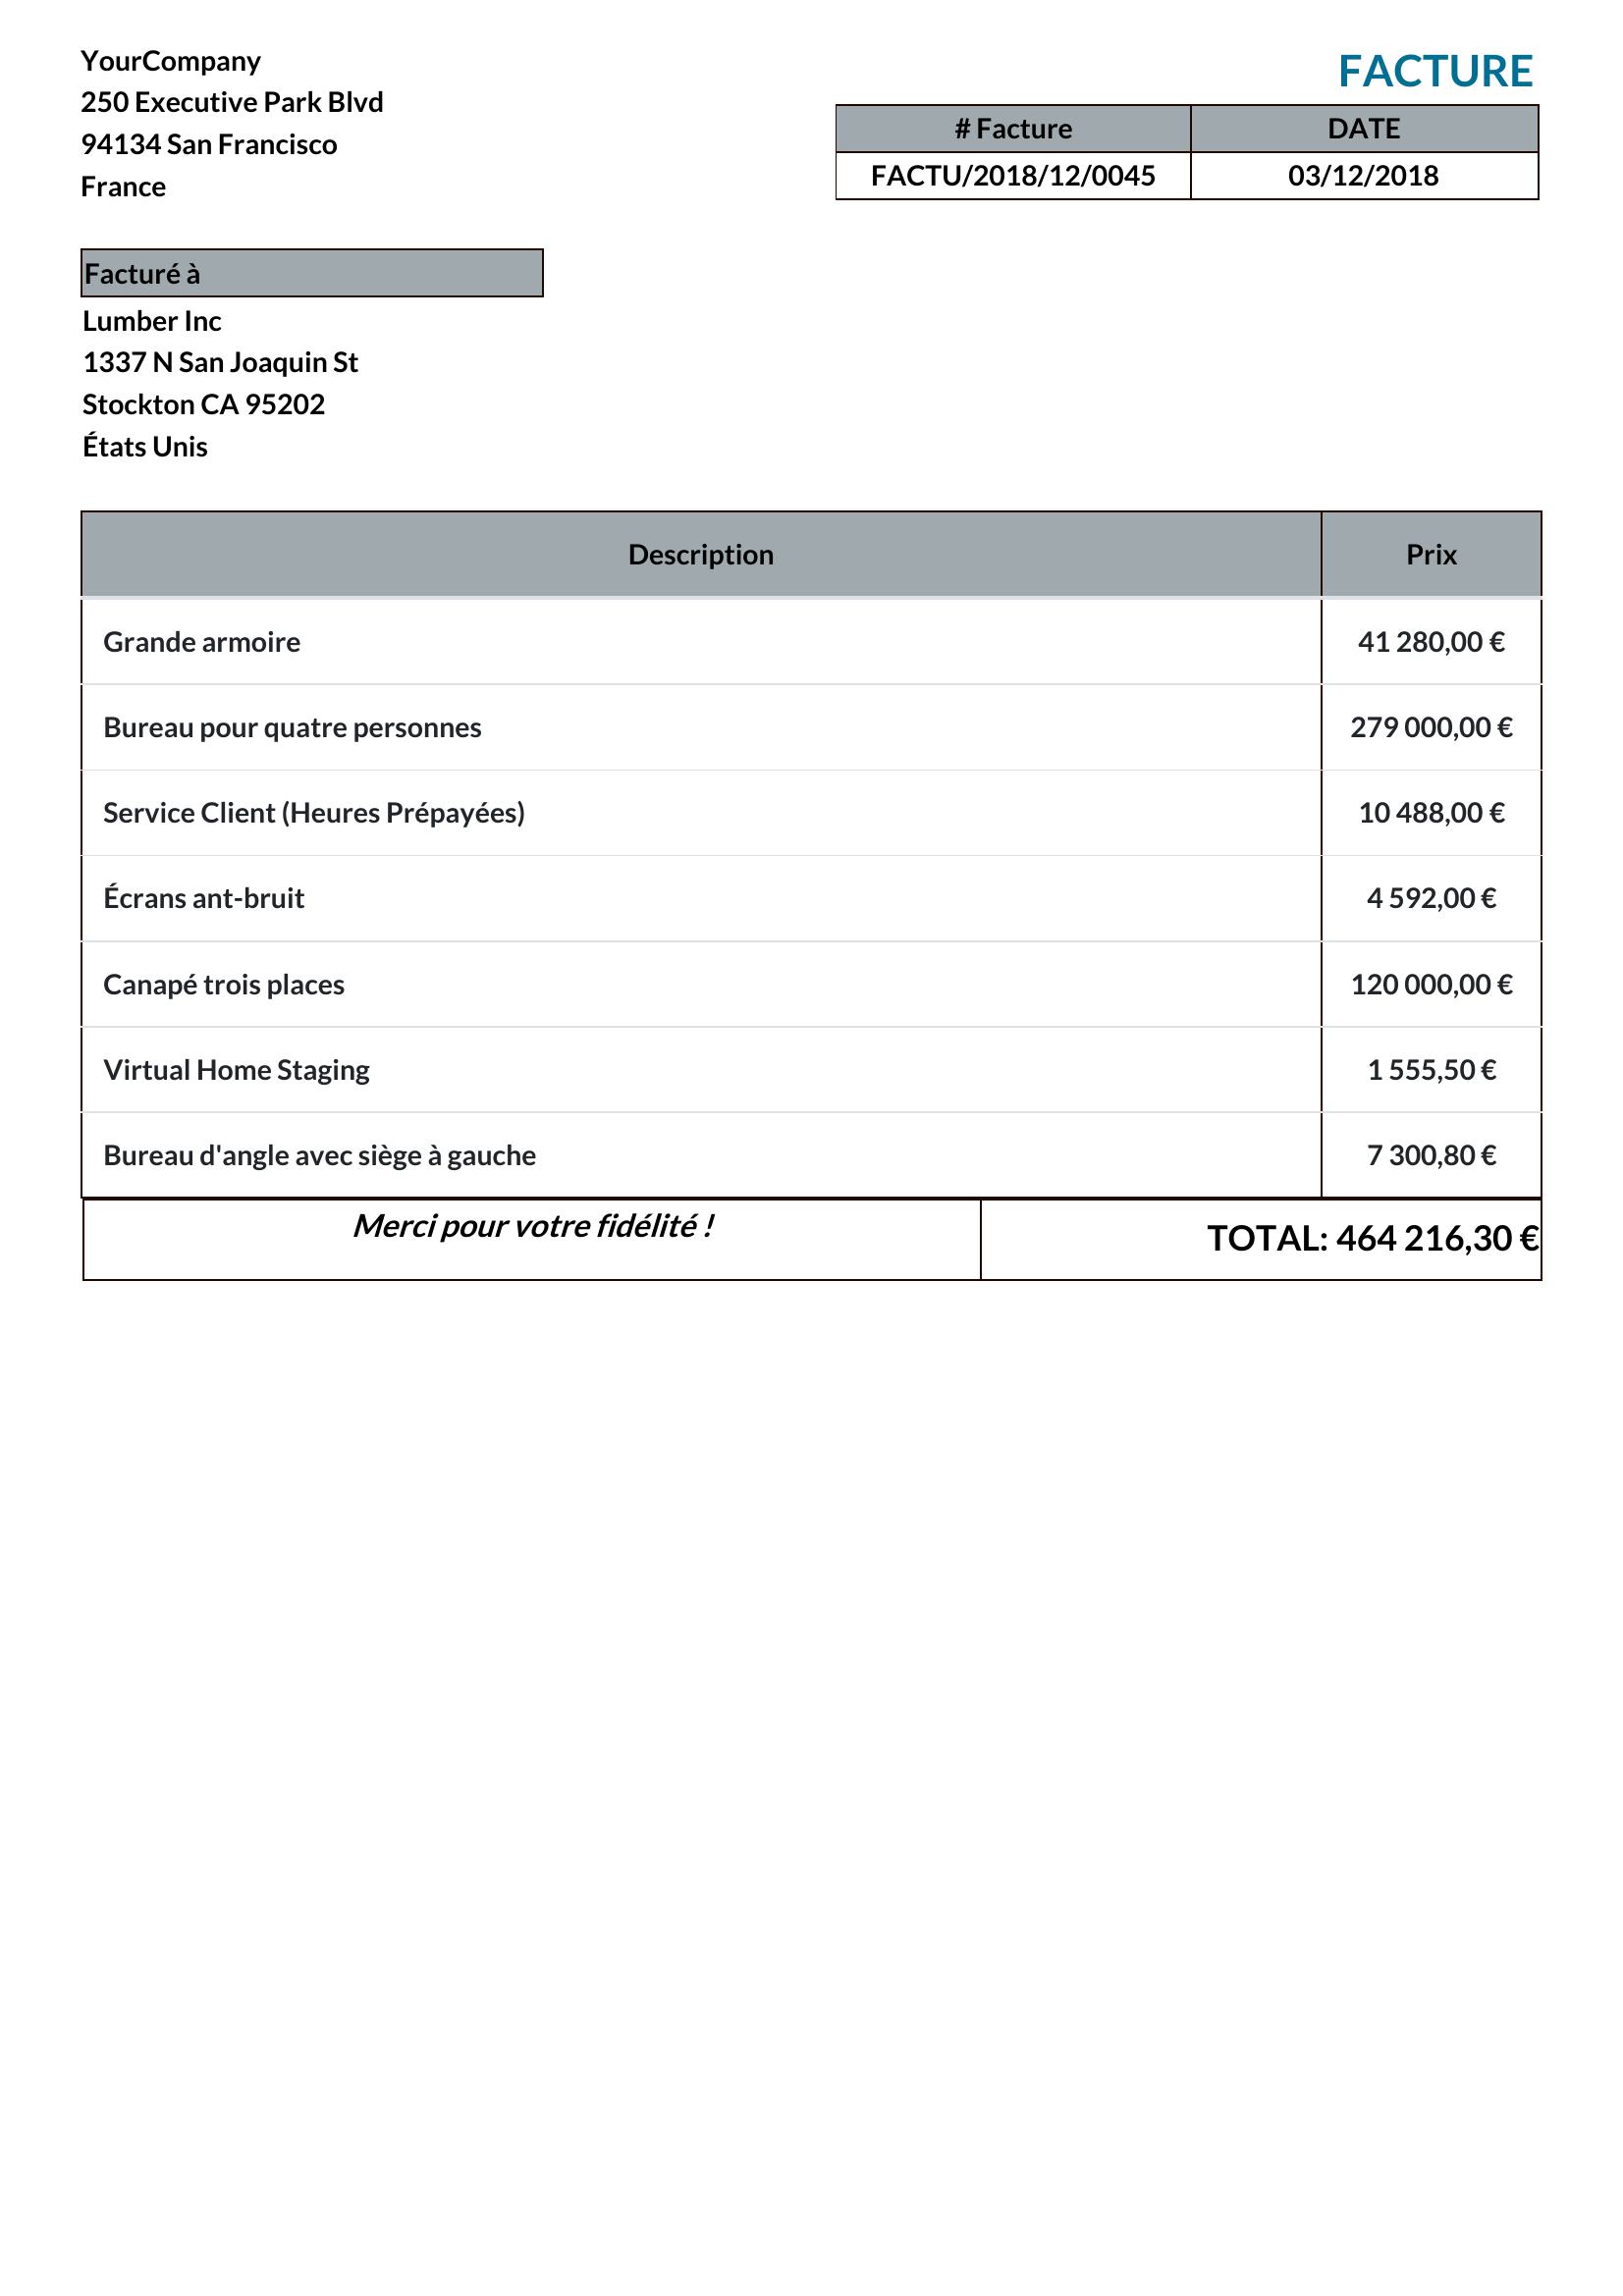 YourCompany
250 Executive Park Blvd
94134 San Francisco
France
FACTURE
# Facture DATE
FACTU/2018/12/0045 03/12/2018
Facturé à
Lumber Inc
1337 N San Joaquin St
Stockton CA 95202
États Unis
Description Prix
Grande armoire 41 280,00 €
Bureau pour quatre personnes 279 000,00 €
Service Client (Heures Prépayées) 10 488,00 €
Écrans ant-bruit 4 592,00 €
Canapé trois places 120 000,00 €
Virtual Home Staging 1 555,50 €
Bureau d'angle avec siège à gauche 7 300,80 €
Merci pour votre fidélité ! TOTAL: 464 216,30 €